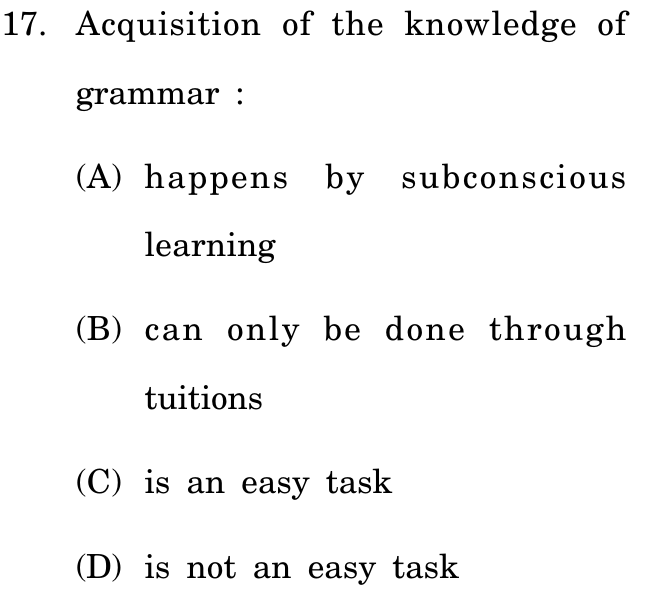 17. Acquisition of the knowledge of
grammar :
(A) happens by subconscious
learning
(B) can only be done through
tuitions
(C) is an easy task
(D) is not an easy task